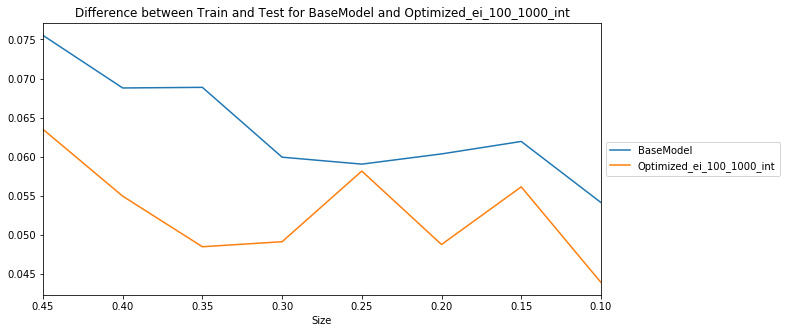 Difference between Train and Test for BaseModel and Optimized_ei_100_1000_int
0.075
0.070
0.065
0.060
0.055
0.050
0.045
0.45 0.40 0.35 0.30 0.25 0.20 0.15 0.10
Size
BaseModel
Optimized_ei_100_1000_int